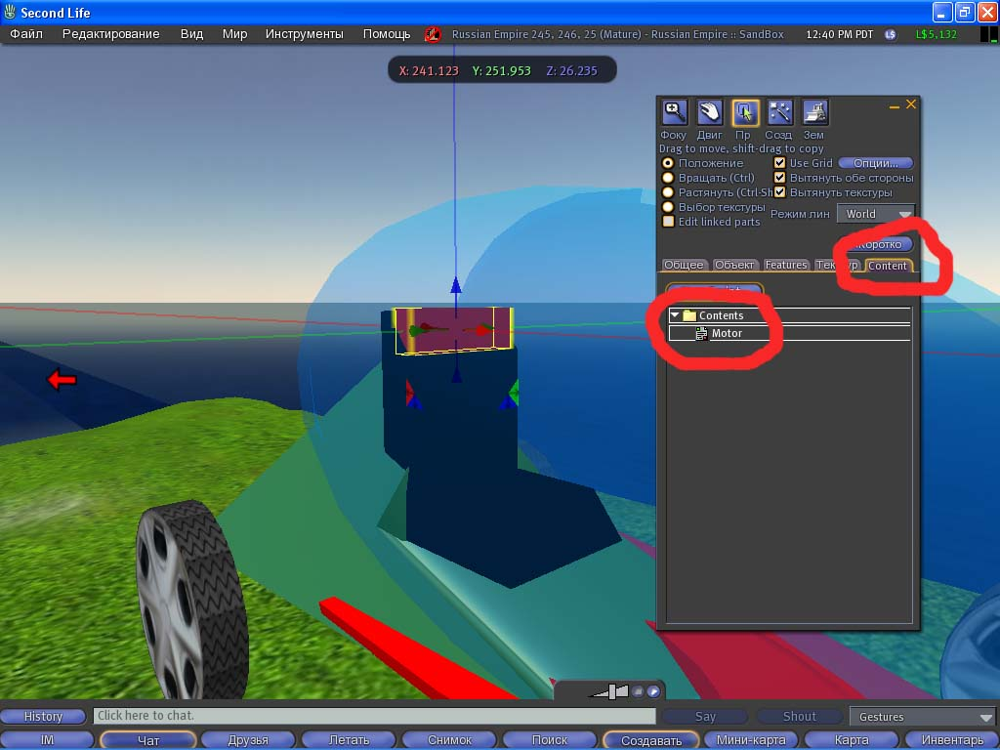 Second Life
Файл Редактирование Вид Мир Инструменты Помощь Russian Empire 245, 246, 25 (Mature) - Russian Empire :: SandBox 12:40 PM PDT L$ L$5,132
X: 241.123 Y: 251.953 Z: 26.235
Фоку Двиг Пр Созд Зем
Drag to move, shift-drag to copy
Положение Use Grid Опции...
Вращать (Ctrl) Вытянуть обе стороны
Растянуть (Ctrl-Sh Вытянуть текстуры
Выбор текстуры Режим лин World
Edit linked parts
Коротко
Общее Объект Features Content
Contents
Motor
History Click here to chat. Say Shout Gestures
IM Чат Друзья Летать Снимок Поиск Создавать Мини-карта Карта Инвентарь